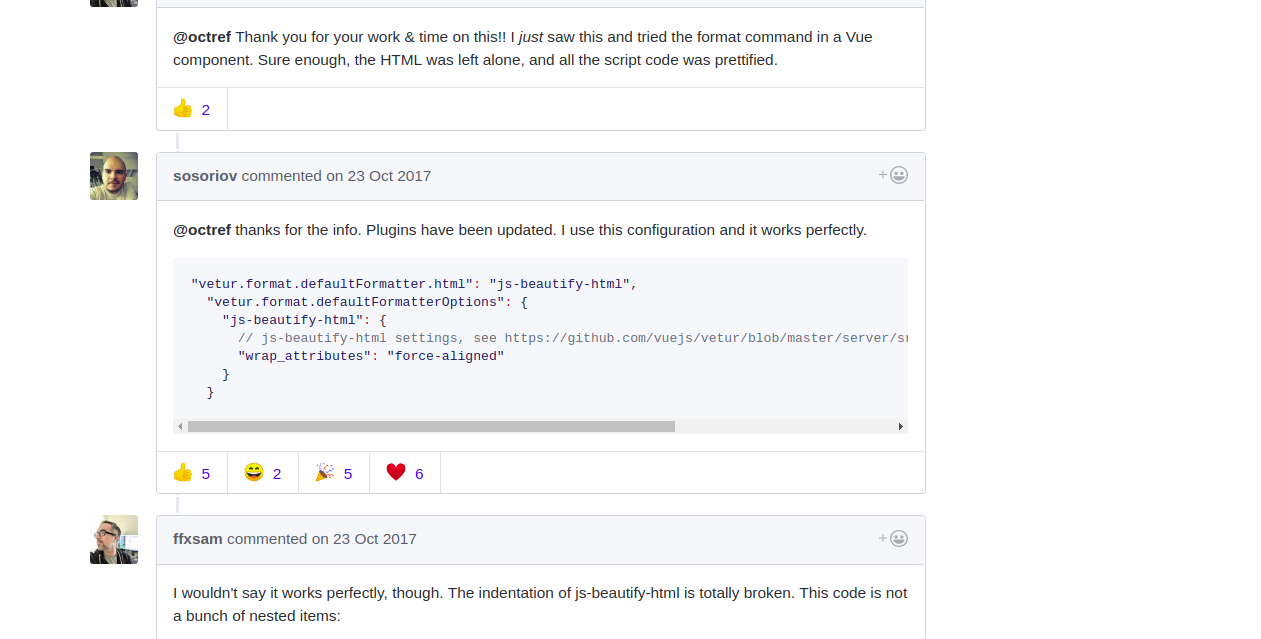 @octref Thank you for your work & time on this!! I just saw this and tried the format command in a Vue
component. Sure enough, the HTML was left alone, and all the script code was prettified.
👍 2
sosoriov commented on 23 Oct 2017
@octref thanks for the info. Plugins have been updated. I use this configuration and it works perfectly.
"vetur.format.defaultFormatter.html": "js-beautify-html",
"vetur.format.defaultFormatterOptions": {
"js-beautify-html": {
// js-beautify-html settings, see https://github.com/vuejs/vetur/blob/master/server/
"wrap_attributes": "force-aligned"
}
}
👍 5 😄 2 🎉 5 ❤️ 6
ffxsam commented on 23 Oct 2017
I wouldn't say it works perfectly, though. The indentation of js-beautify-html is totally broken. This code is not
a bunch of nested items: